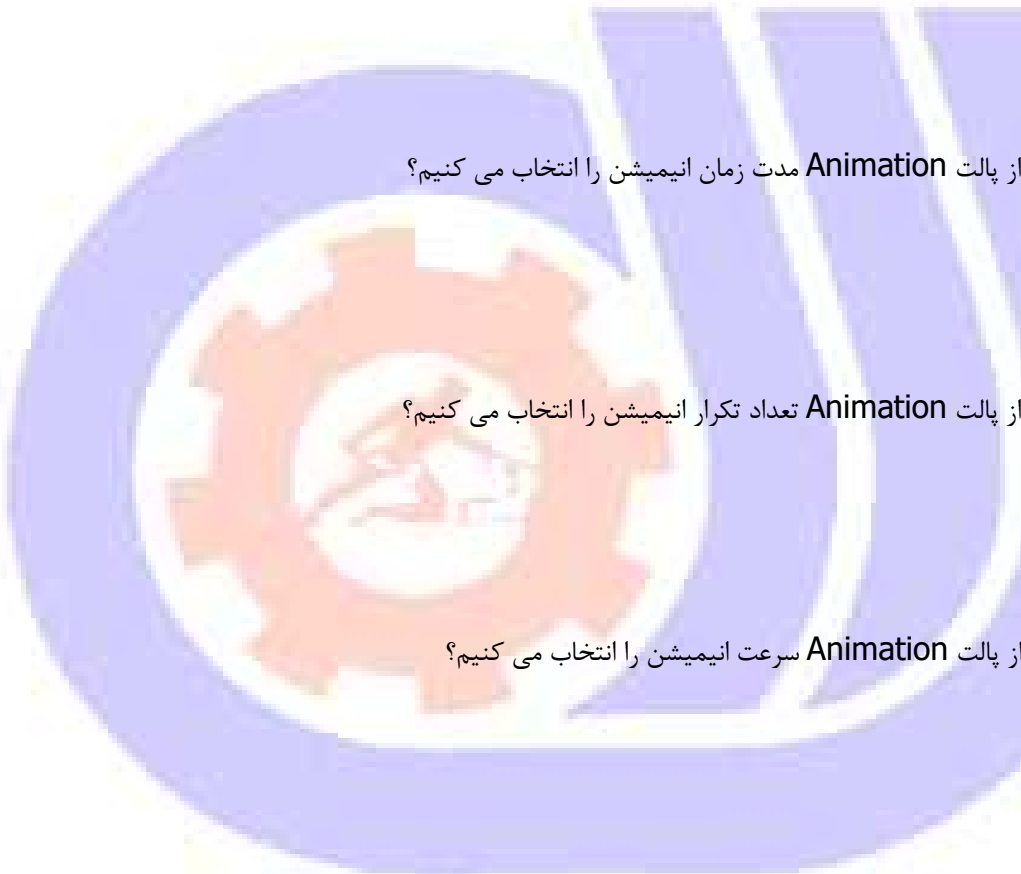 از پالت Animation مدت زمان انیمیشن را انتخاب می کنیم؟
از پالت Animation تعداد تکرار انیمیشن را انتخاب می کنیم؟
از پالت Animation سرعت انیمیشن را انتخاب می کنیم؟